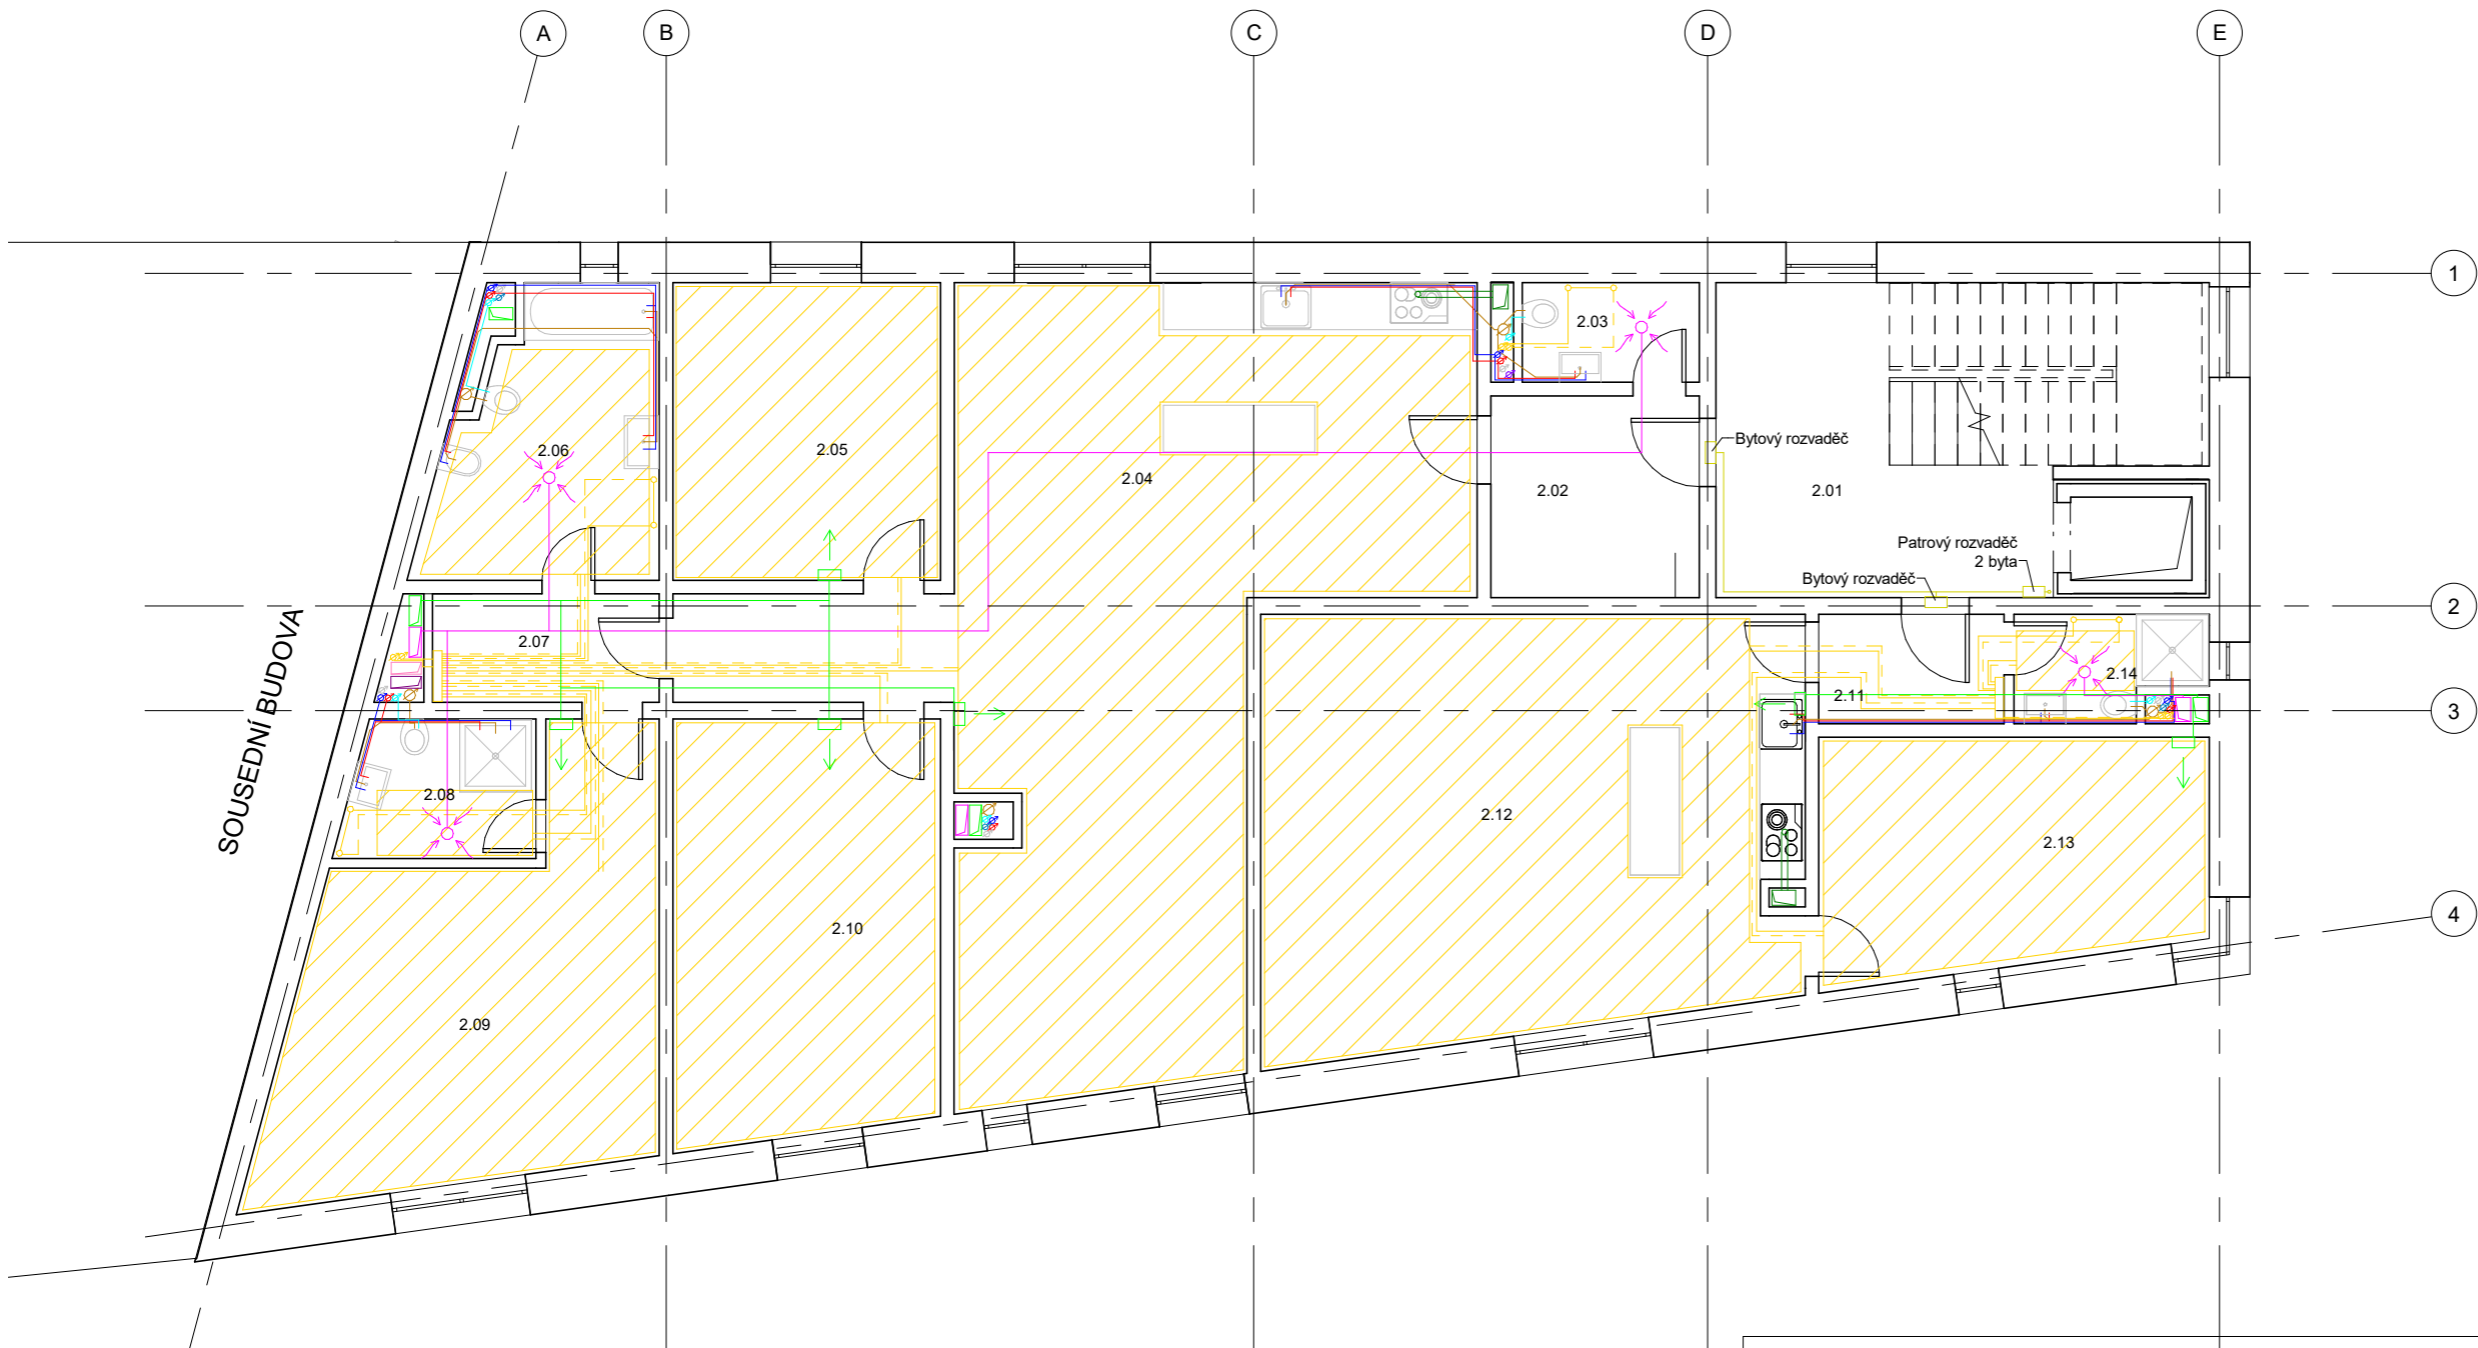 A
B
C
D
E
1
2.03
Bytový rozvaděč
2.06
2.05
2.04
2.02
2.01
Patrový rozvaděč
2 byta
Bytový rozvaděč
2
SOUSEDNÍ BUDOVA
2.07
2.14
2.11
3
2.08
2.12
2.13
4
2.10
2.09